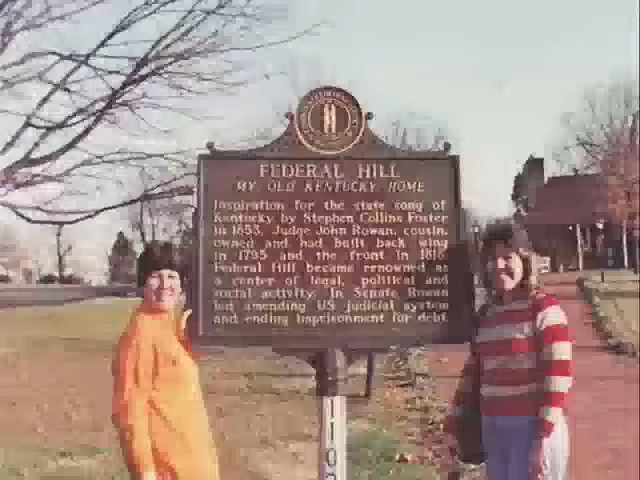 FEDERAL HILL
MY OLD KENTUCKY HOME
Inspiration for the state song of
Kentucky by Stephen Collins Foster
in 1853. Judge John Rowan, cousin,
owned and had built back wing
in 1795 and the front in 1818.
Federal Hill became renowned as
a center of legal, political and
social activity. In Senate Rowan
led amending US judicial system
and ending imprisonment for debt.